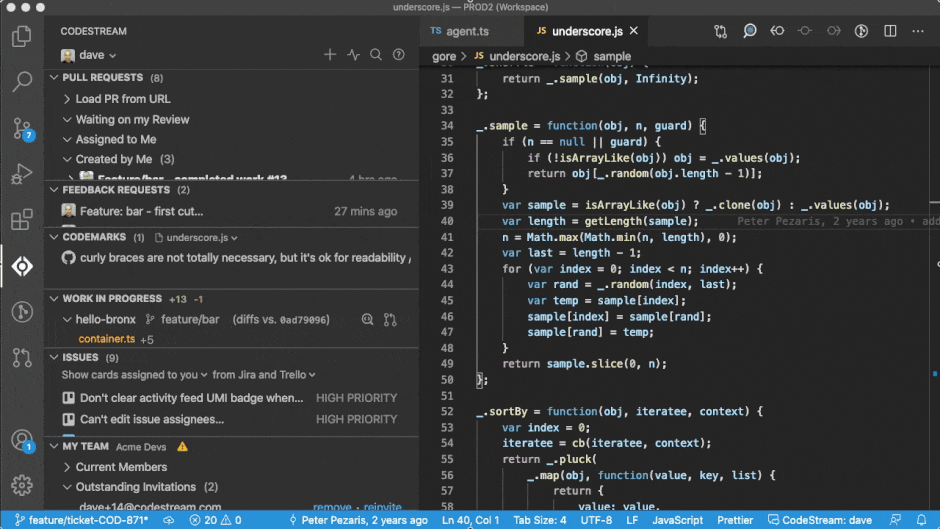 underscore.js — PROD2 (Workspace)
CODESTREAM
dave
PULL REQUESTS (8)
Load PR from URL
Waiting on my Review
Assigned to Me
Created by Me (3)
Feature/bar - completed work #13 4 hrs ago
FEEDBACK REQUESTS (2)
Feature: bar - first cut... 27 mins ago
CODEMARKS (1) underscore.js
curly braces are not totally necessary, but it's ok for readability /
WORK IN PROGRESS +13 -1
hello-bronx feature/bar (diffs vs. 0ad79096)
container.ts +5
ISSUES (9)
Show cards assigned to you from Jira and Trello
Don't clear activity feed UMI badge when... HIGH PRIORITY
Can't edit issue assignees... HIGH PRIORITY
MY TEAM Acme Devs
Current Members
Outstanding Invitations (2)
dave+14@codestream.com remove · reinvite
7
1
TS agent.ts
JS underscore.js
gore > JS underscore.js > sample
31 return _.sample(obj, Infinity);
32 };
33
34 _.sample = function(obj, n, guard) {
35 if (n == null || guard) {
36 if (!isArrayLike(obj)) obj = _.values(obj);
37 return obj[_.random(obj.length - 1)];
38 }
39 var sample = isArrayLike(obj) ? _.clone(obj) : _.values(obj);
40 var length = getLength(sample); Peter Pezaris, 2 years ago • add
41 n = Math.max(Math.min(n, length), 0);
42 var last = length - 1;
43 for (var index = 0; index < n; index++) {
44 var rand = _.random(index, last);
45 var temp = sample[index];
46 sample[index] = sample[rand];
47 sample[rand] = temp;
48 }
49 return sample.slice(0, n);
50 };
51
52 _.sortBy = function(obj, iteratee, context) {
53 var index = 0;
54 iteratee = cb(iteratee, context);
55 return _.pluck(
56 _.map(obj, function(value, key, list) {
57 return {
58 value: value,
feature/ticket-COD-871* 20 0 Peter Pezaris, 2 years ago Ln 40, Col 1 Tab Size: 4 UTF-8 LF JavaScript Prettier CodeStream: dave